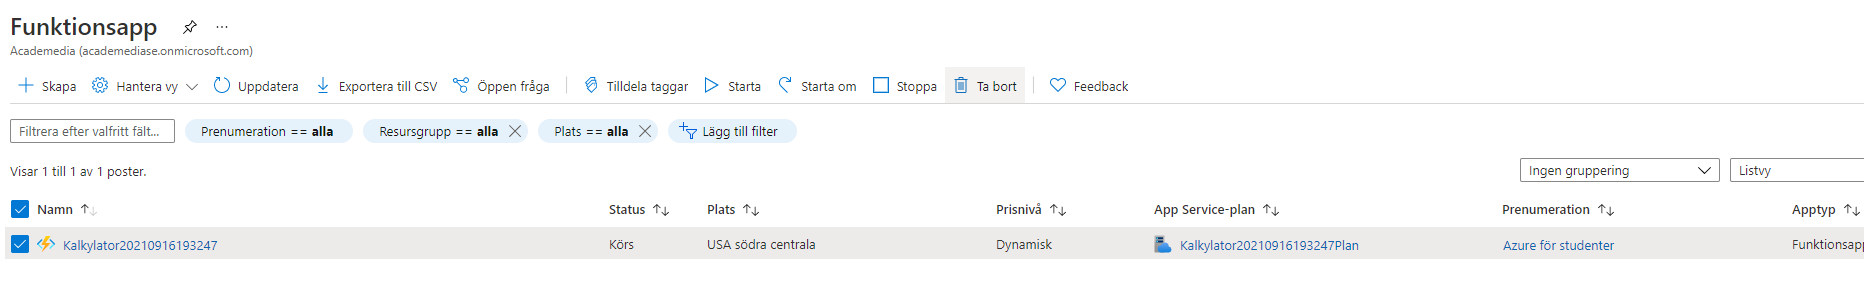 Funktionsapp
Academedia (academediase.onmicrosoft.com)
Skapa Hantera vy Uppdatera Exportera till CSV Öppen fråga Tilldela taggar Starta Starta om Stoppa Ta bort Feedback
Filtrera efter valfritt fält... Prenumeration == alla Resursgrupp == alla Plats == alla Lägg till filter
Visar 1 till 1 av 1 poster. Ingen gruppering Listvy
Namn Status Plats Prisnivå App Service-plan Prenumeration Apptyp
Kalkylator20210916193247 Körs USA södra centrala Dynamisk Kalkylator20210916193247Plan Azure för studenter Funktionsapp